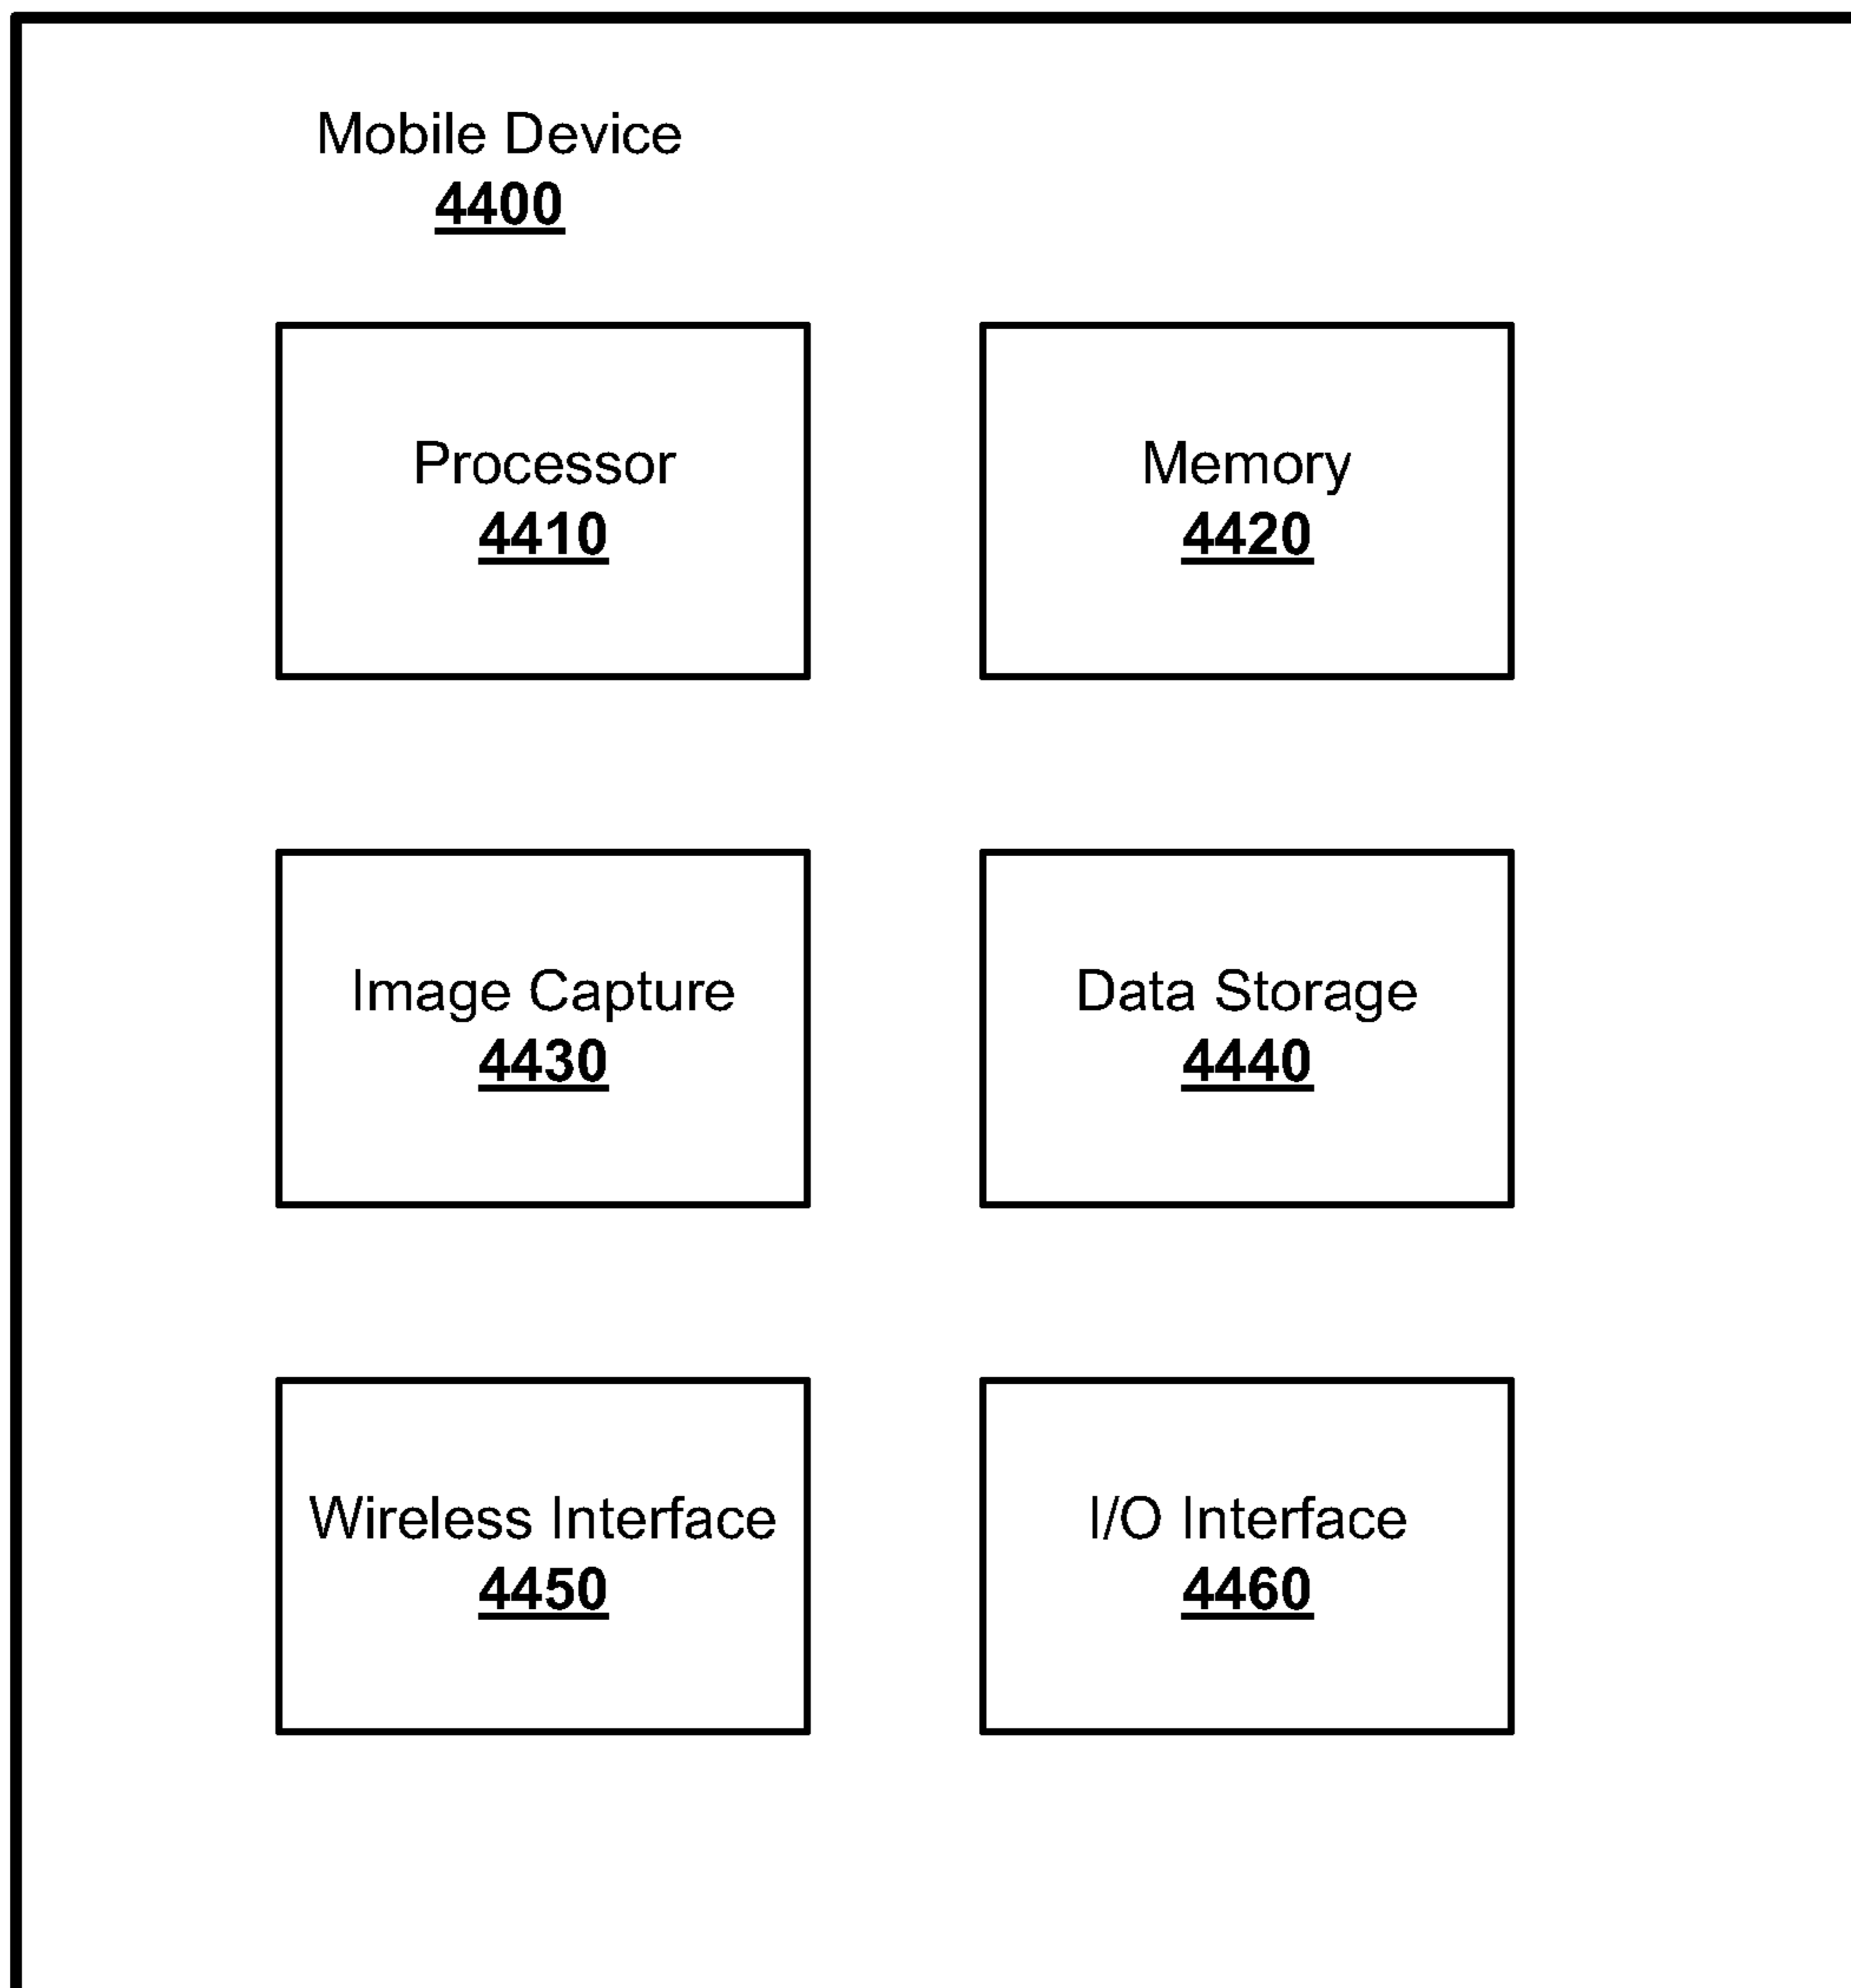 Mobile Device
4400
Processor
4410
Memory
4420
Image Capture
4430
Data Storage
4440
Wireless Interface
4450
I/O Interface
4460